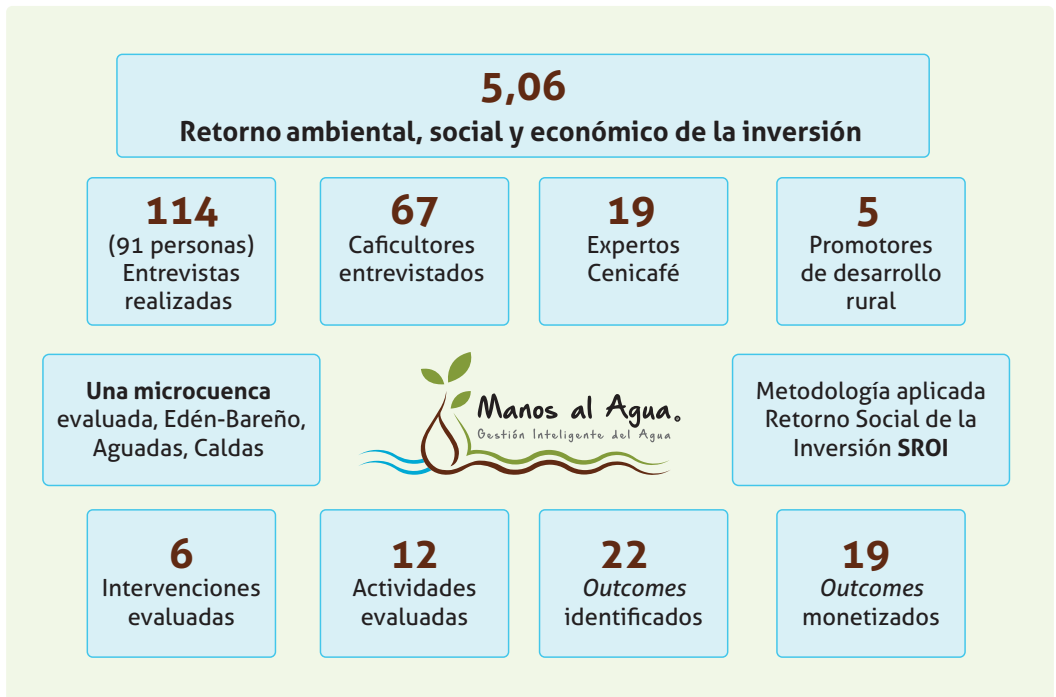 5,06
Retorno ambiental, social y económico de la inversión
114
(91 personas)
Entrevistas
realizadas
67
Caficultores
entrevistados
19
Expertos
Cenicafé
5
Promotores
de desarrollo
rural
Una microcuenca
evaluada, Edén-Bareño,
Aguadas, Caldas
Manos al Agua®
Gestión Inteligente del Agua
Metodología aplicada
Retorno Social de la
Inversión SROI
6
Intervenciones
evaluadas
12
Actividades
evaluadas
22
Outcomes
identificados
19
Outcomes
monetizados